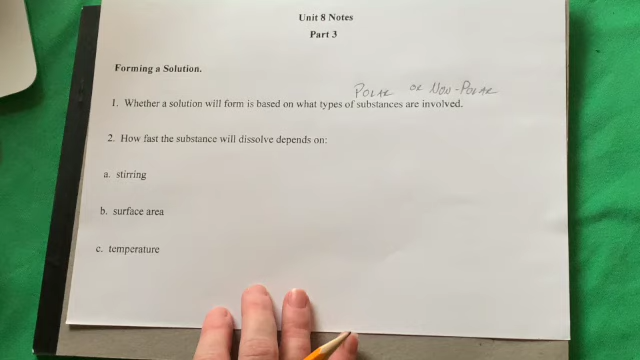 Unit 8 Notes
Part 3
Forming a Solution.
POLAR OR NON-POLAR
1. Whether a solution will form is based on what types of substances are involved.
2. How fast the substance will dissolve depends on:
a. stirring
b. surface area
c. temperature